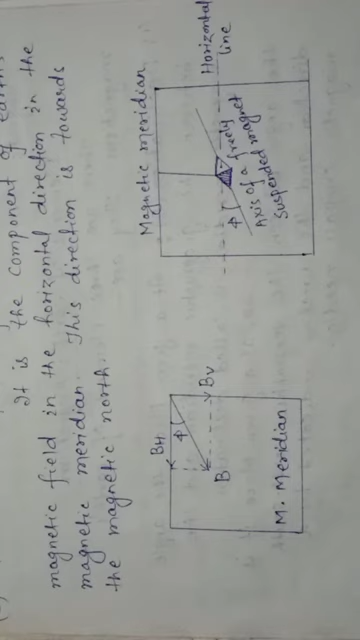 It is the component of earth's
magnetic field in the horizontal direction in the
magnetic meridian. This direction is towards
the magnetic north.
Magnetic meridian
Horizontal
line
Φ
Axis of a freely
suspended magnet
BH
Φ
BV
B
M. Meridian